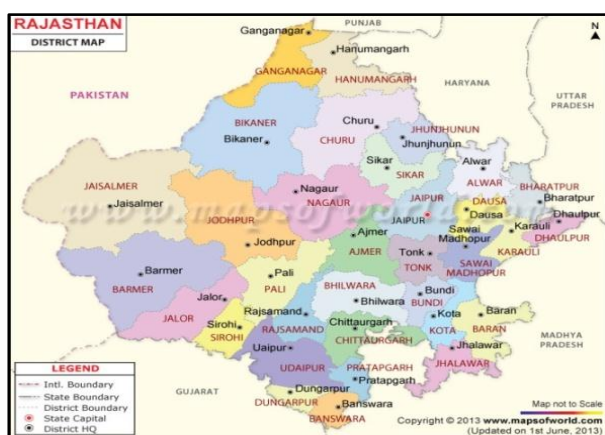 RAJASTHAN
DISTRICT MAP
PUNJAB
N
Ganganagar
Hanumangarh
GANGANAGAR
HANUMANGARH
HARYANA
UTTAR
PRADESH
PAKISTAN
BIKANER
Bikaner
Churu
CHURU
JHUNJHUNUN
Jhunjhunun
Sikar
SIKAR
Alwar
ALWAR
JAISALMER
Jaisalmer
Nagaur
NAGAUR
JAIPUR
JAIPUR
BHARATPUR
Bharatpur
DAUSA
Dausa
Dhaulpur
DHAULPUR
Karauli
KARAULI
www.mapsofworld.com
JODHPUR
Jodhpur
Ajmer
AJMER
Sawai
Madhopur
SAWAI
MADHOPUR
Tonk
TONK
Barmer
BARMER
Pali
PALI
BHILWARA
Bhilwara
Bundi
BUNDI
Jalor
JALOR
Rajsamand
RAJSAMAND
Kota
KOTA
Baran
BARAN
Sirohi
SIROHI
Chittaurgarh
CHITTAURGARH
MADHYA
PRADESH
Uaipur
UDAIPUR
Jhalawar
JHALAWAR
PRATAPGARH
Pratapgarh
GUJARAT
Dungarpur
DUNGARPUR
Banswara
BANSWARA
LEGEND
Intl. Boundary
State Boundary
District Boundary
State Capital
District HQ
Map not to Scale
Copyright © 2013 www.mapsofworld.com
(Updated on 1st June, 2013)